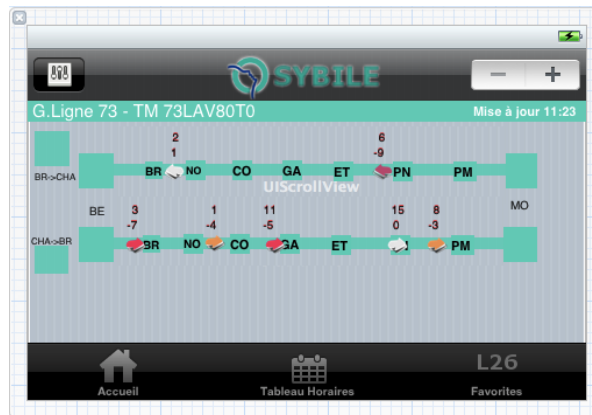 SYBILE
− +
G.Ligne 73 - TM 73LAV80T0 Mise à jour 11:23
2 6
1 -9
BR NO CO GA ET PN PM
BR->CHA
UIScrollView
BE 3 1 11 15 8 MO
-7 -4 -5 0 -3
CHA->BR
BR NO CO GA ET PM
L26
Accueil Tableau Horaires Favorites